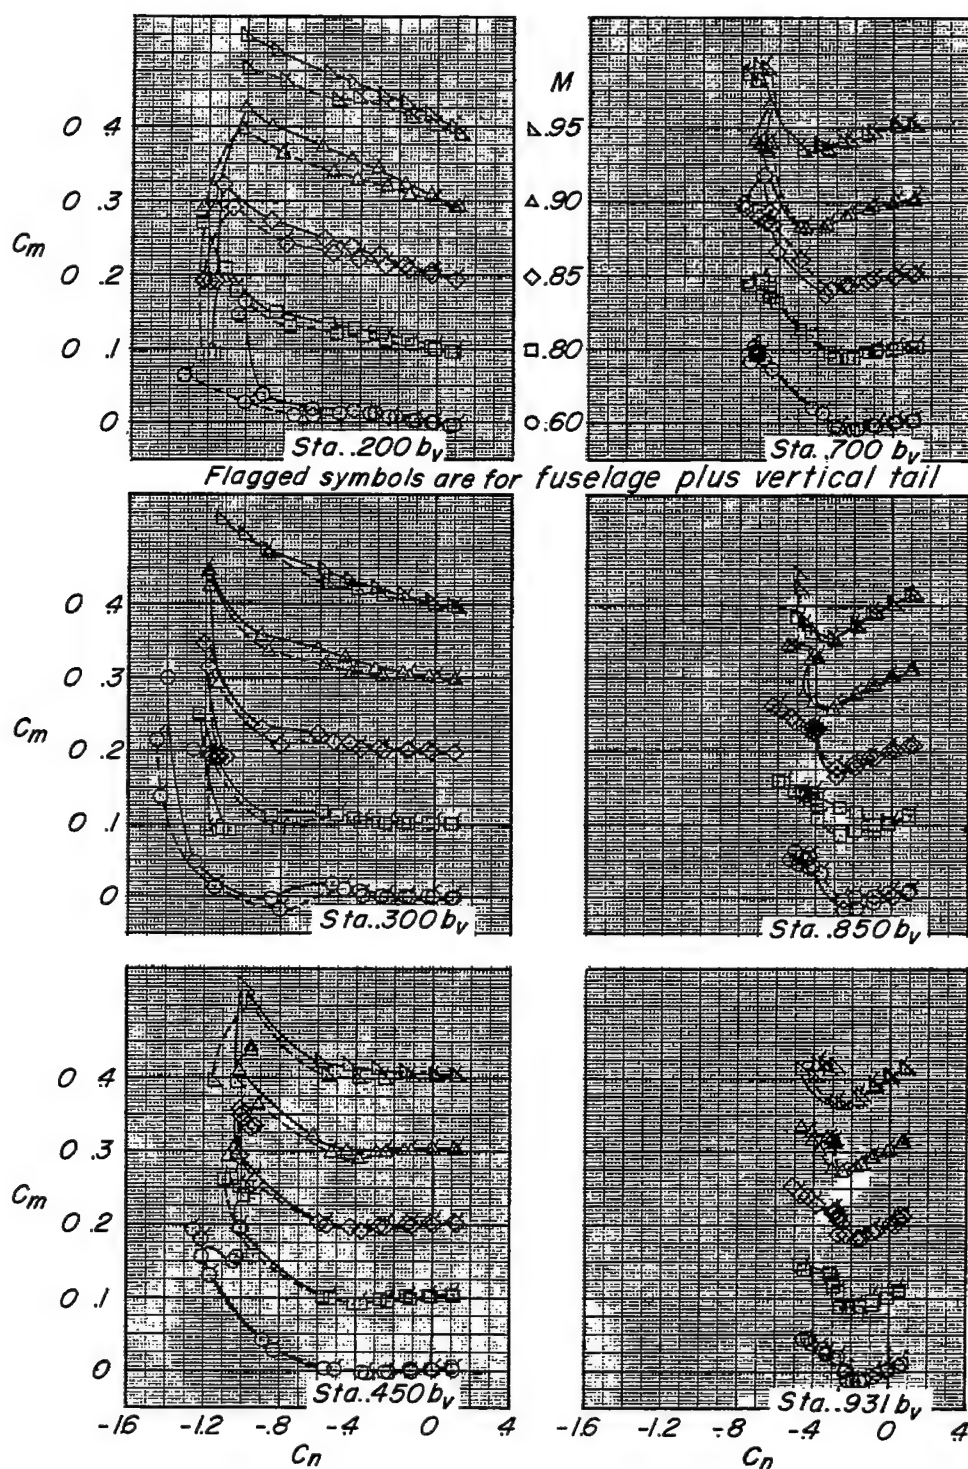 M
0 .4 .95
0 .3 .90
Cm
0 .2 .85
0 .1 .80
0 .60
Sta. .200 bv
Sta. .700 bv
Flagged symbols are for fuselage plus vertical tail
0 .4
0 .3
Cm
0 .2
0 .1
0
Sta. .300 bv
Sta. .850 bv
0 .4
0 .3
Cm
0 .2
0 .1
0
Sta. .450 bv
Sta. .931 bv
-1.6 -1.2 -.8 -.4 0 .4
-1.6 -1.2 -.8 -.4 0 .4
Cn
Cn